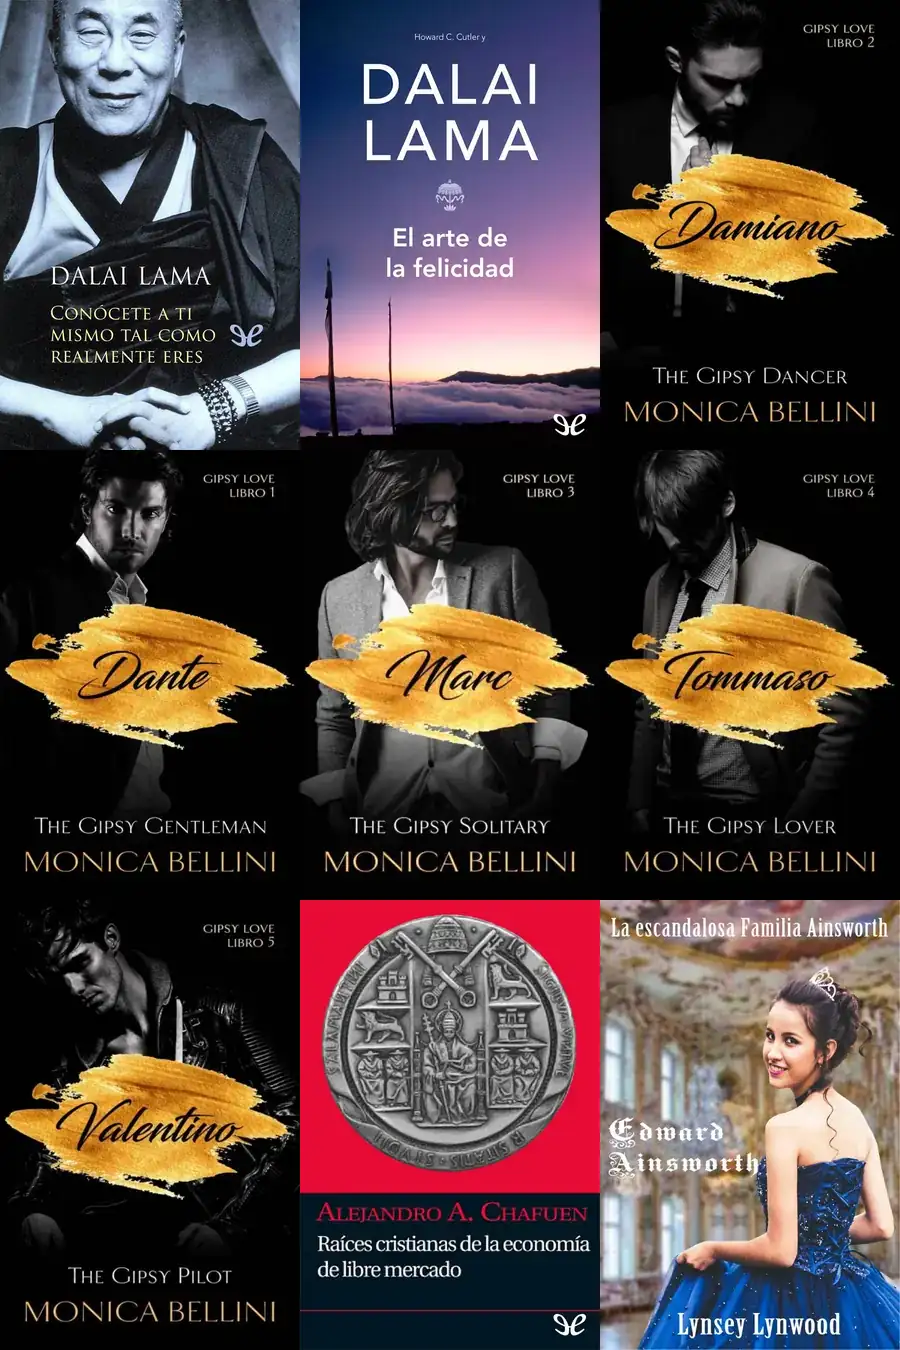 DALAI LAMA
CONÓCETE A TI
MISMO TAL COMO
REALMENTE ERES
Howard C. Cutler y
DALAI
LAMA
El arte de
la felicidad
GIPSY LOVE
LIBRO 2
Damiano
THE GIPSY DANCER
MONICA BELLINI
GIPSY LOVE
LIBRO 1
Dante
THE GIPSY GENTLEMAN
MONICA BELLINI
GIPSY LOVE
LIBRO 3
Marc
THE GIPSY SOLITARY
MONICA BELLINI
GIPSY LOVE
LIBRO 4
Tommaso
THE GIPSY LOVER
MONICA BELLINI
GIPSY LOVE
LIBRO 5
Valentino
THE GIPSY PILOT
MONICA BELLINI
ALEJANDRO A. CHAFUEN
Raíces cristianas de la economía
de libre mercado
La escandalosa Familia Ainsworth
Edward
Ainsworth
Lynsey Lynwood